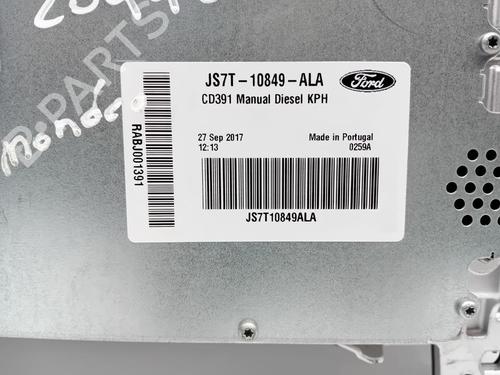 JS7T-10849-ALA
Ford
CD391 Manual Diesel KPH
27 Sep 2017
Made in Portugal
12:13
0259A
JS7T10849ALA
RABJ001391
B-PARTS
Mondeo